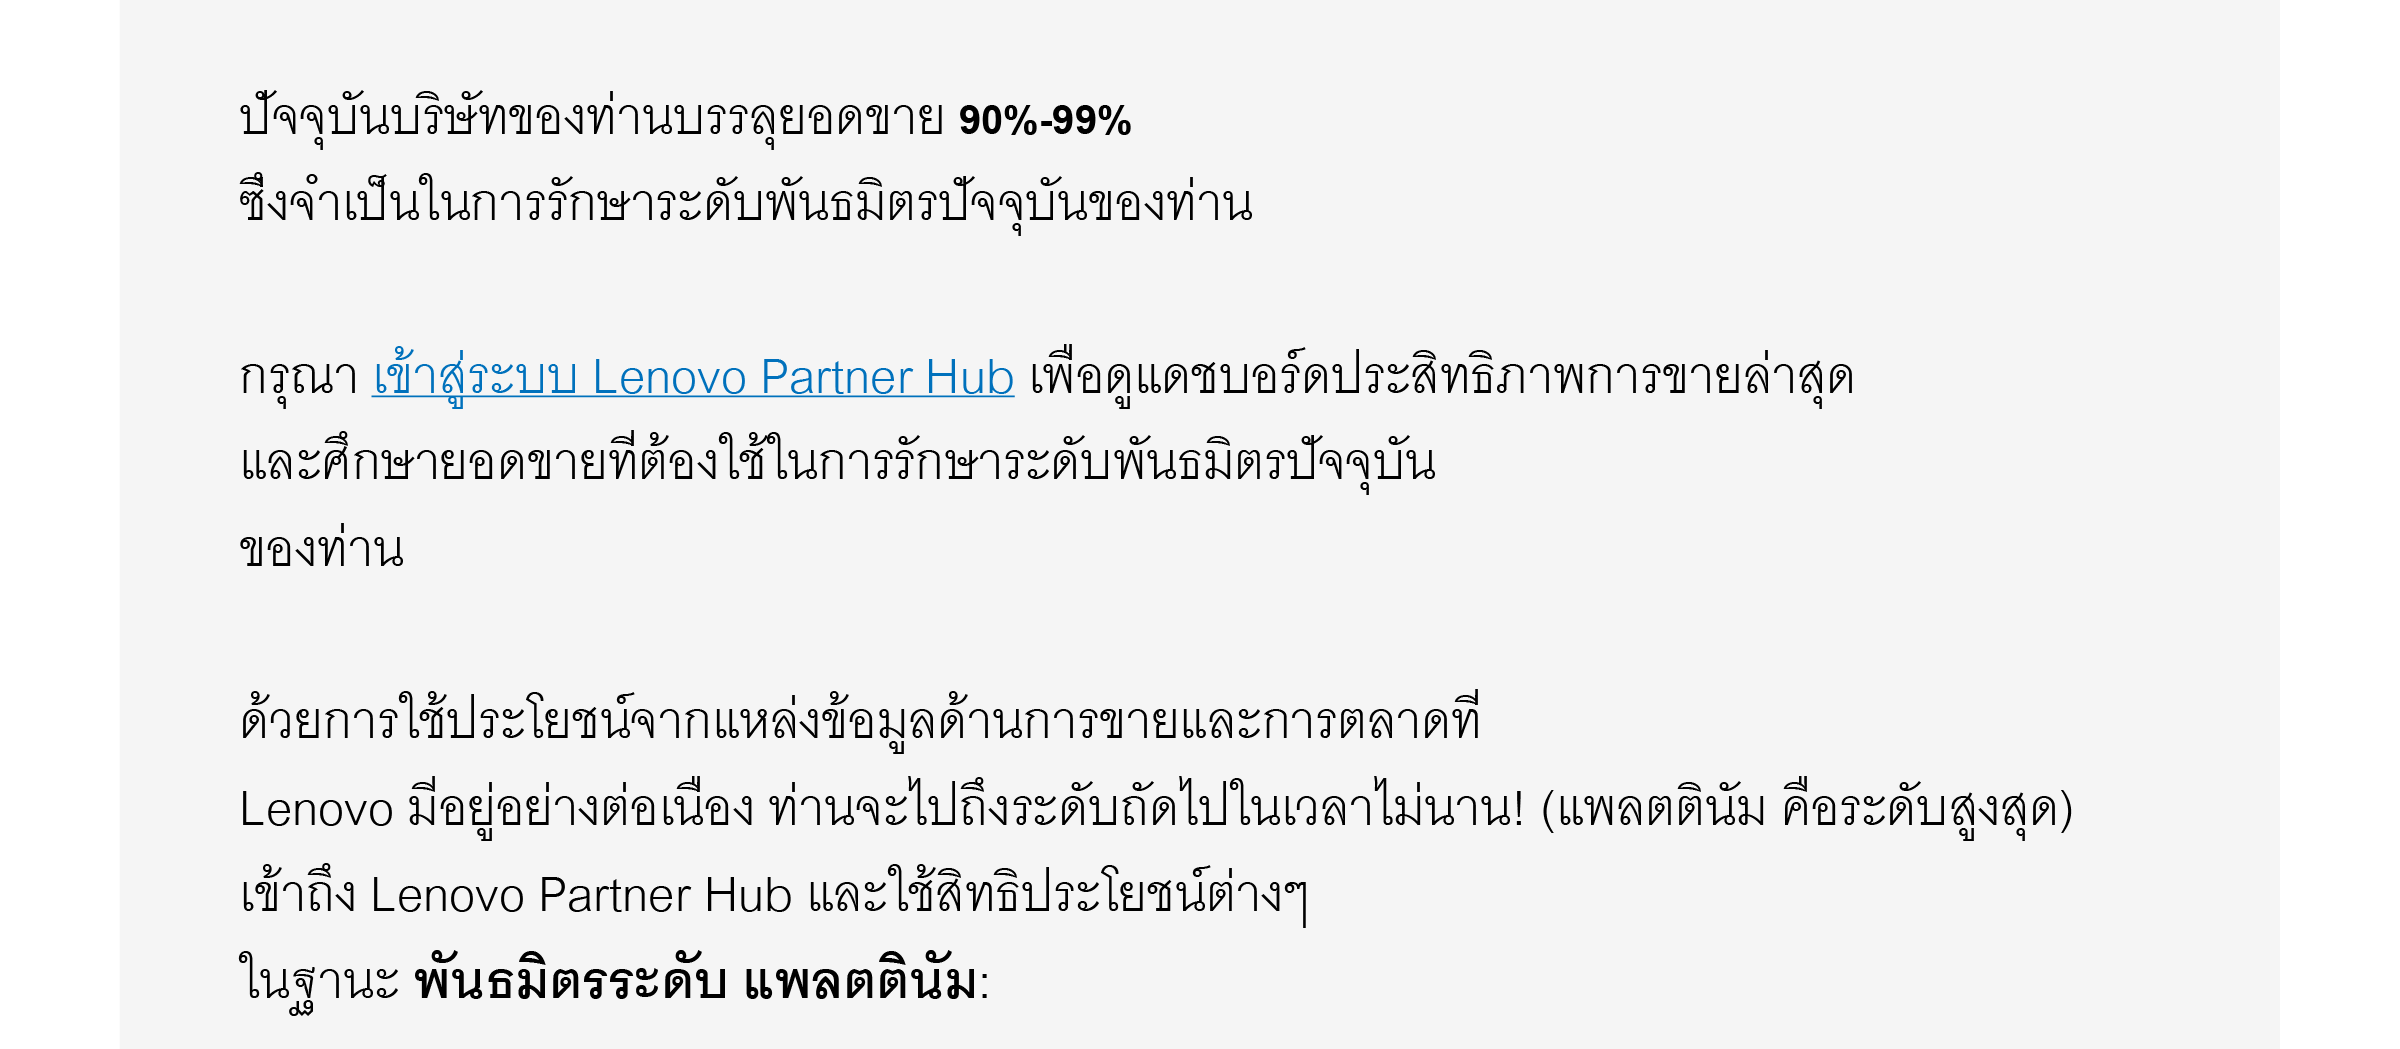 ปัจจุบันบริษัทของท่านบรรลุยอดขาย 90%-99%
ซึ่งจำเป็นในการรักษาระดับพันธมิตรปัจจุบันของท่าน
กรุณา เข้าสู่ระบบ Lenovo Partner Hub เพื่อดูแดชบอร์ดประสิทธิภาพการขายล่าสุด
และศึกษายอดขายที่ต้องใช้ในการรักษาระดับพันธมิตรปัจจุบัน
ของท่าน
ด้วยการใช้ประโยชน์จากแหล่งข้อมูลด้านการขายและการตลาดที่
Lenovo มีอยู่อย่างต่อเนื่อง ท่านจะไปถึงระดับถัดไปในเวลาไม่นาน! (แพลตตินัม คือระดับสูงสุด)
เข้าถึง Lenovo Partner Hub และใช้สิทธิประโยชน์ต่างๆ
ในฐานะ พันธมิตรระดับ แพลตตินัม: